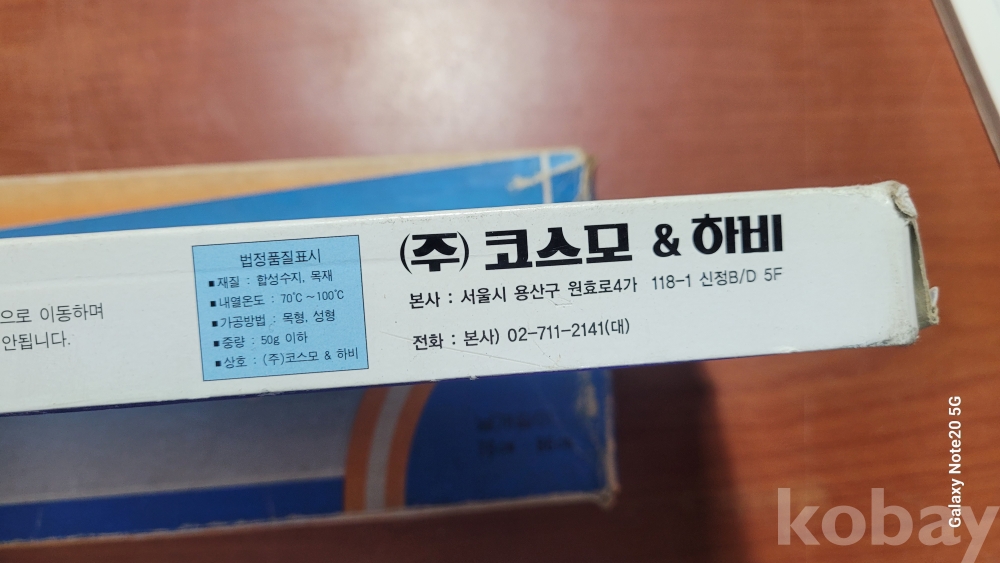 으로 이동하며
안됩니다.
법정품질표시
■재질 : 합성수지, 목재
■내열온도 : 70℃~100℃
■가공방법 : 목형, 성형
■중량 : 50g 이하
■상호 : (주)코스모 & 하비
(주) 코스모 & 하비
본사 : 서울시 용산구 원효로4가 118-1 신정B/D 5F
전화 : 본사) 02-711-2141(대)
Galaxy Note20 5G
kobay